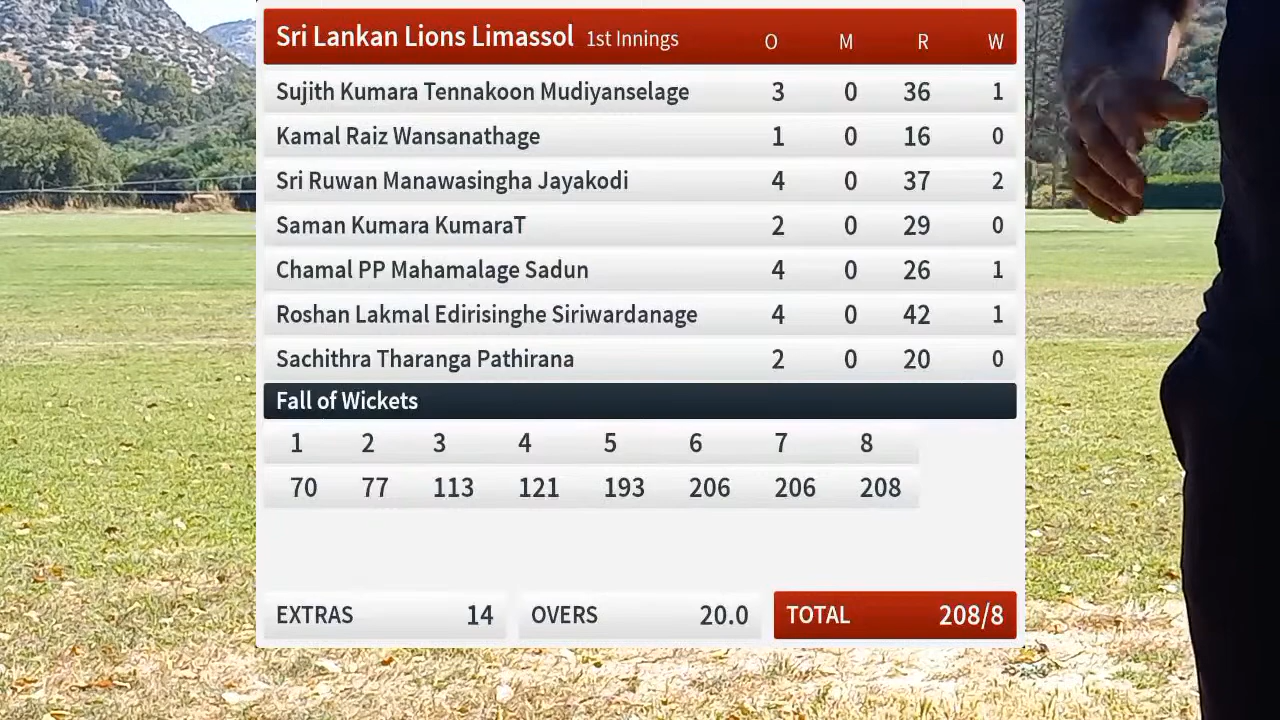 Sri Lankan Lions Limassol 1st Innings O M R W
Sujith Kumara Tennakoon Mudiyanselage 3 0 36 1
Kamal Raiz Wansanathage 1 0 16 0
Sri Ruwan Manawasingha Jayakodi 4 0 37 2
Saman Kumara KumaraT 2 0 29 0
Chamal PP Mahamalage Sadun 4 0 26 1
Roshan Lakmal Edirisinghe Siriwardanage 4 0 42 1
Sachithra Tharanga Pathirana 2 0 20 0
Fall of Wickets
1 2 3 4 5 6 7 8
70 77 113 121 193 206 206 208
EXTRAS 14 OVERS 20.0 TOTAL 208/8